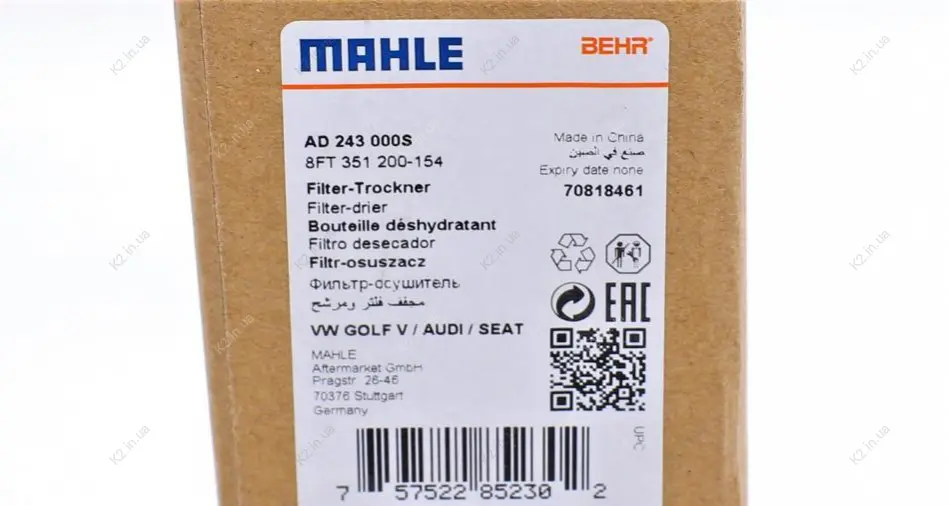 MAHLE
BEHR®
AD 243 000S
8FT 351 200-154
Made in China
صنع في الصين
Expiry date:none
70818461
Filter-Trockner
Filter-drier
Bouteille déshydratant
Filtro desecador
Filtr-osuszacz
Фильтр-осушитель
مجفف فلتر ومرشح
VW GOLF V / AUDI / SEAT
MAHLE
Aftermarket GmbH
Pragstr. 26-46
70376 Stuttgart
Germany
EAC
UPC
7 57522 85230 2
K2.in.ua